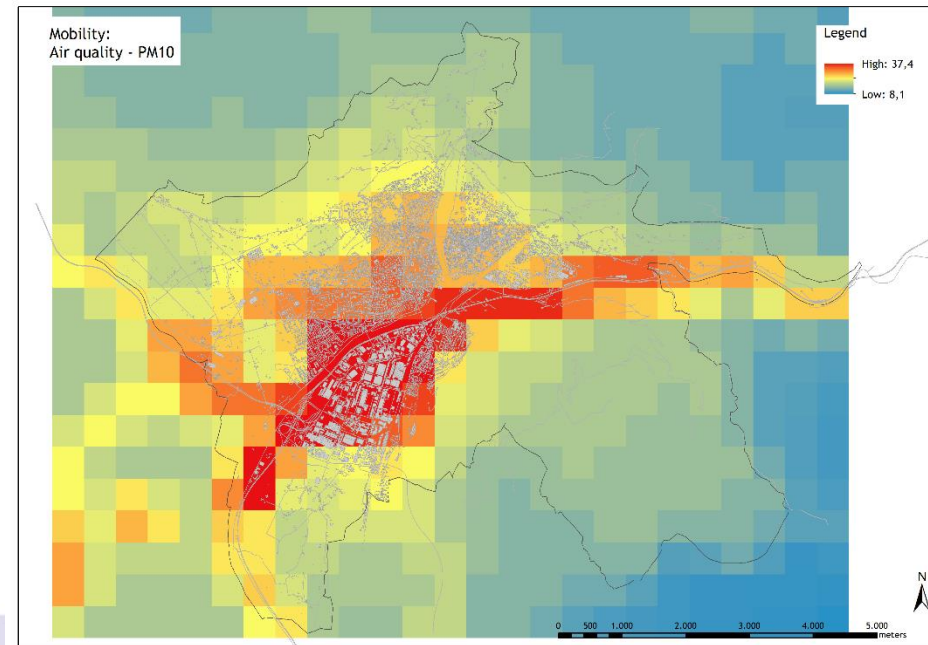 Mobility:
Air quality - PM10
Legend
High: 37,4
Low: 8,1
N
0 500 1.000 2.000 3.000 4.000 5.000
meters